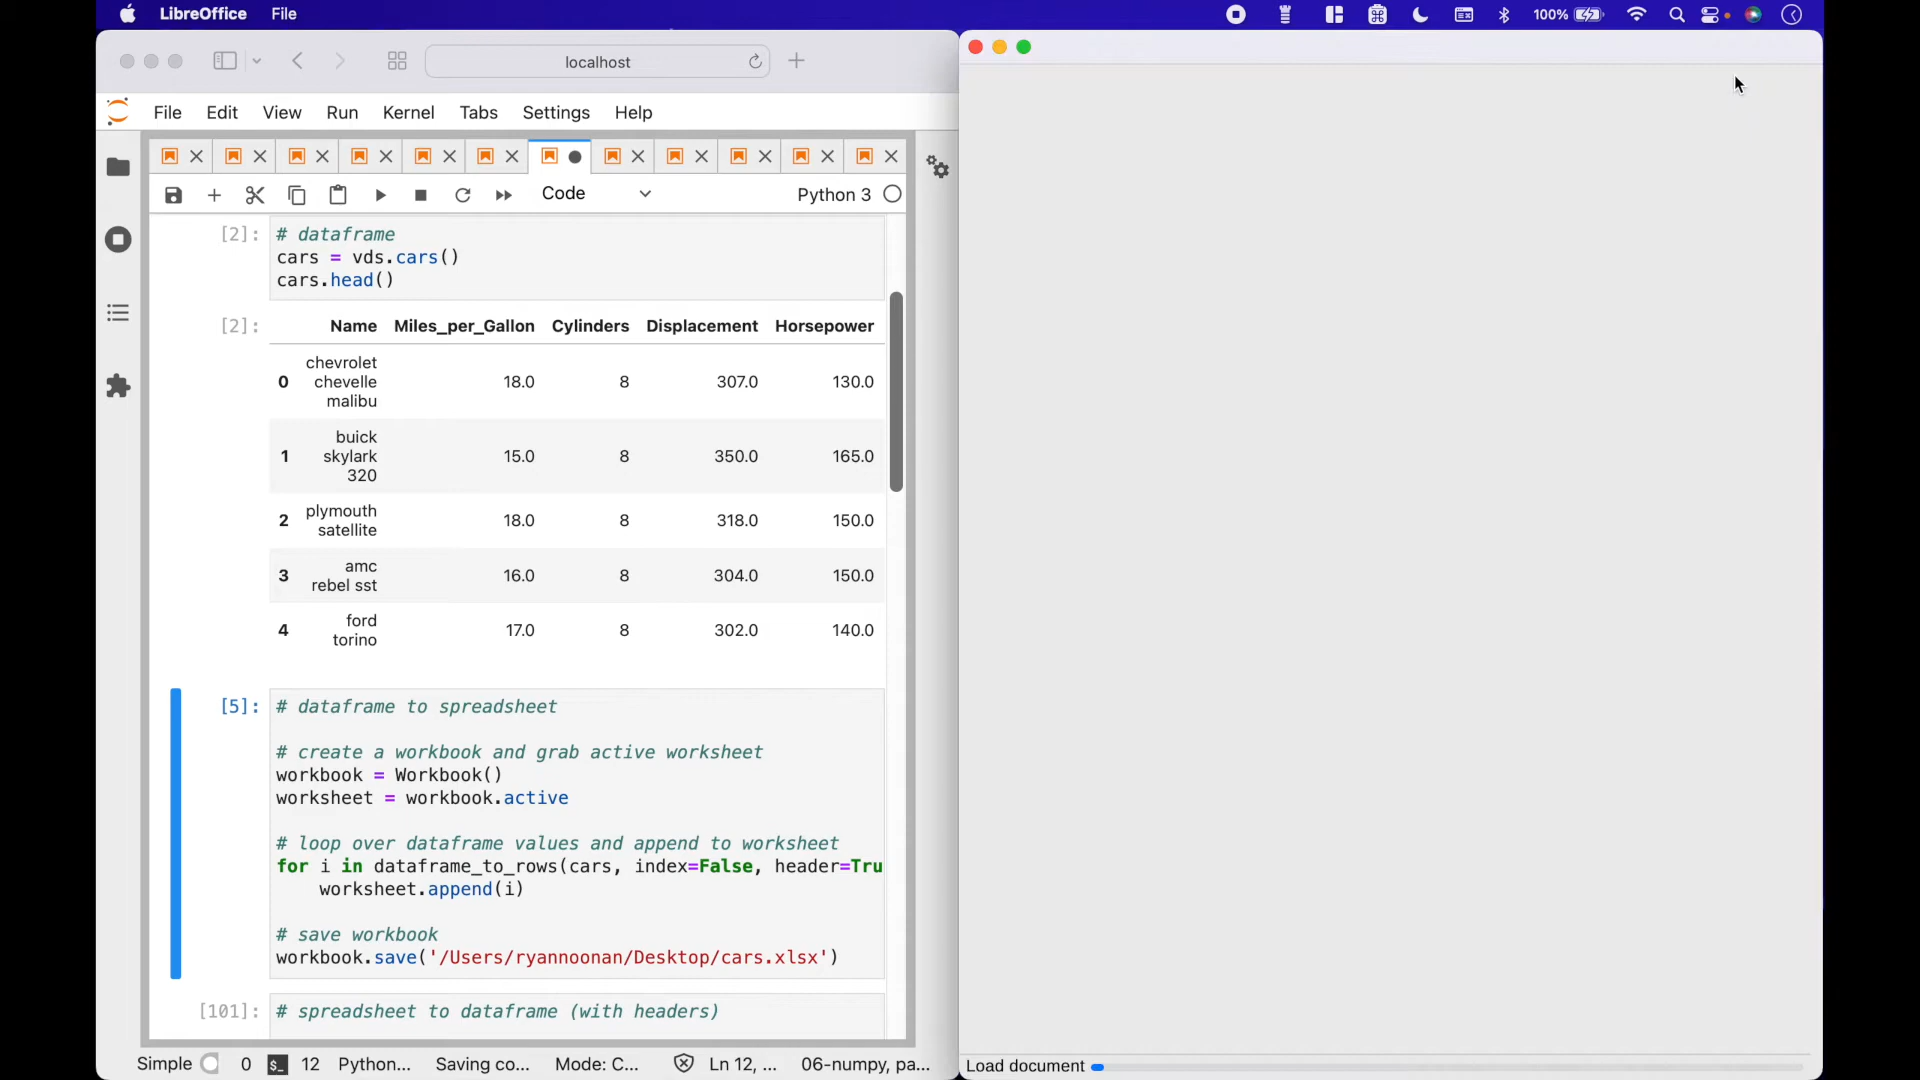 LibreOffice File
100%
localhost
File Edit View Run Kernel Tabs Settings Help
Code
Python 3
[2]: # dataframe
cars = vds.cars()
cars.head()
[2]: Name Miles_per_Gallon Cylinders Displacement Horsepower
chevrolet
0 chevelle 18.0 8 307.0 130.0
malibu
buick
1 skylark 15.0 8 350.0 165.0
320
2 plymouth 18.0 8 318.0 150.0
satellite
3 amc 16.0 8 304.0 150.0
rebel sst
4 ford 17.0 8 302.0 140.0
torino
[5]: # dataframe to spreadsheet
# create a workbook and grab active worksheet
workbook = Workbook()
worksheet = workbook.active
# loop over dataframe values and append to worksheet
for i in dataframe_to_rows(cars, index=False, header=Tru
worksheet.append(i)
# save workbook
workbook.save('/Users/ryannoonan/Desktop/cars.xlsx')
[101]: # spreadsheet to dataframe (with headers)
Simple 0 $_ 12 Python... Saving co... Mode: C... Ln 12, ... 06-numpy, pa...
Load document